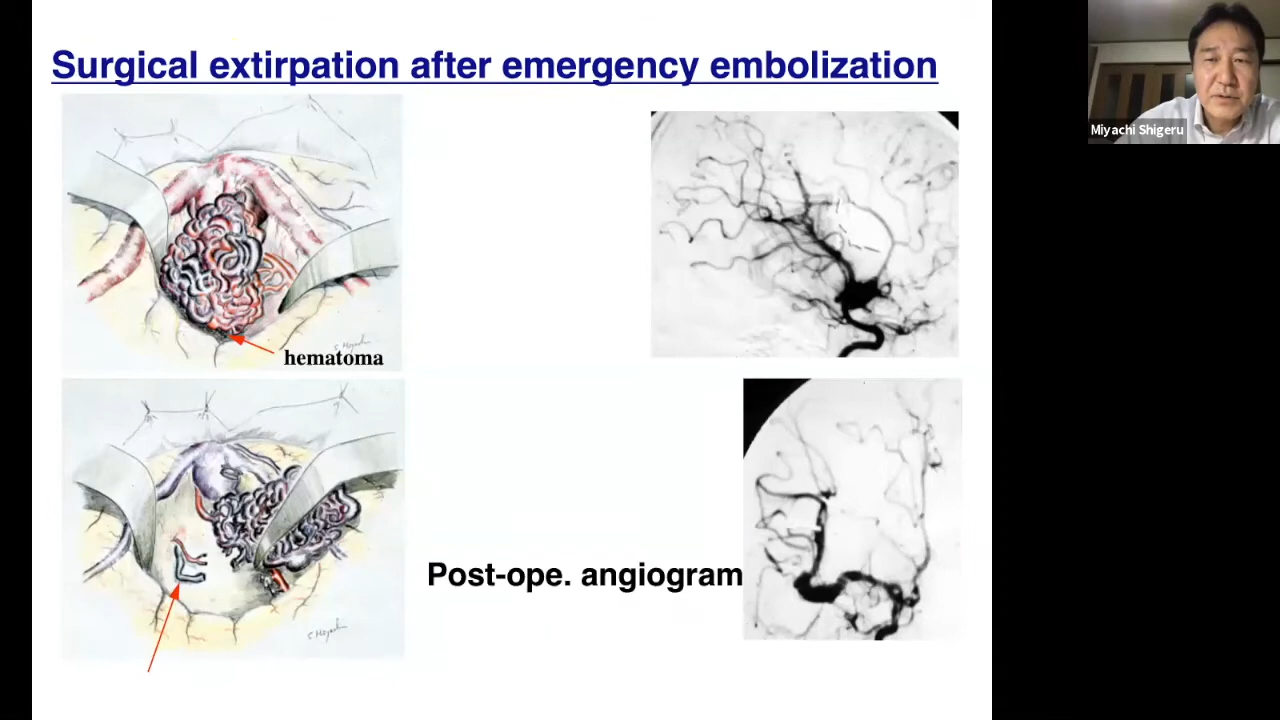 Surgical extirpation after emergency embolization
Miyachi Shigeru
hematoma
Post-ope. angiogram